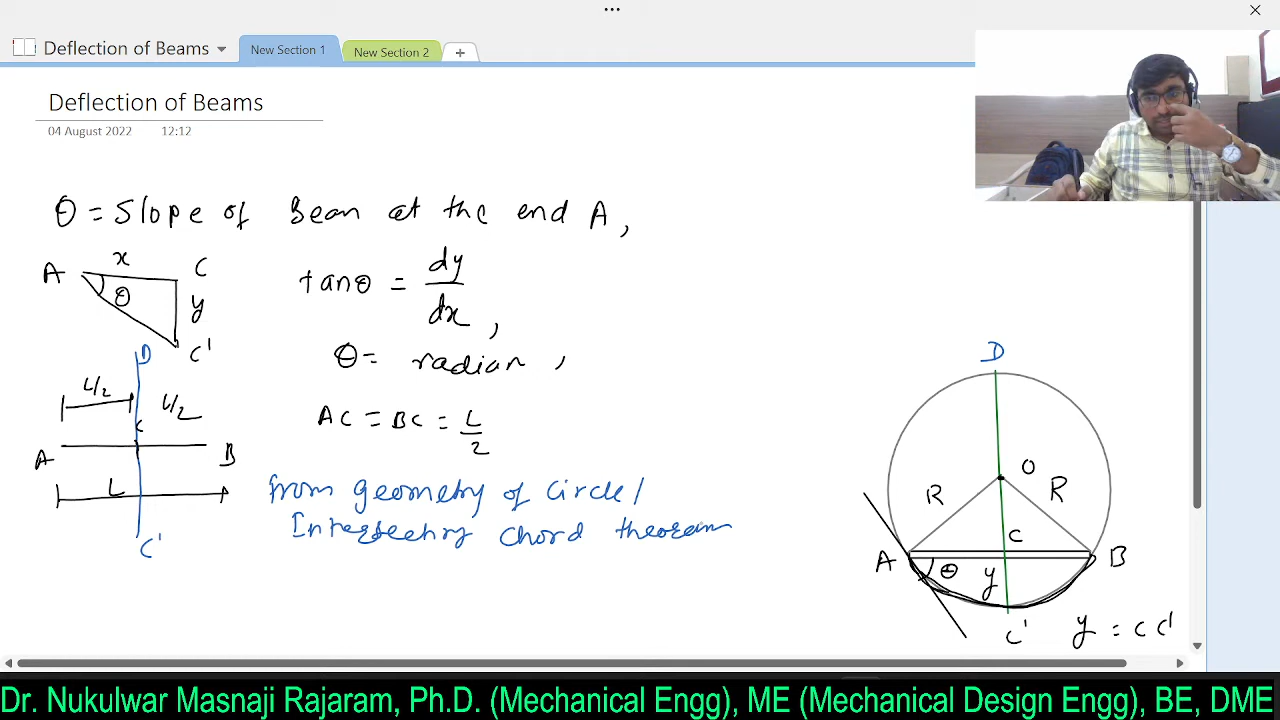 ...
Deflection of Beams
New Section 1
New Section 2
+
Deflection of Beams
04 August 2022 12:12
θ = Slope of Beam at the end A,
A x C
θ y
C'
tanθ = dy/dx,
θ = radian,
D
L/2 L/2
C
A B
L
C'
AC = BC = L/2
from geometry of circle/
Intersecting chord theorem
D
O
R R
C
A θ y B
C' y = CC'
Dr. Nukulwar Masnaji Rajaram, Ph.D. (Mechanical Engg), ME (Mechanical Design Engg), BE, DME